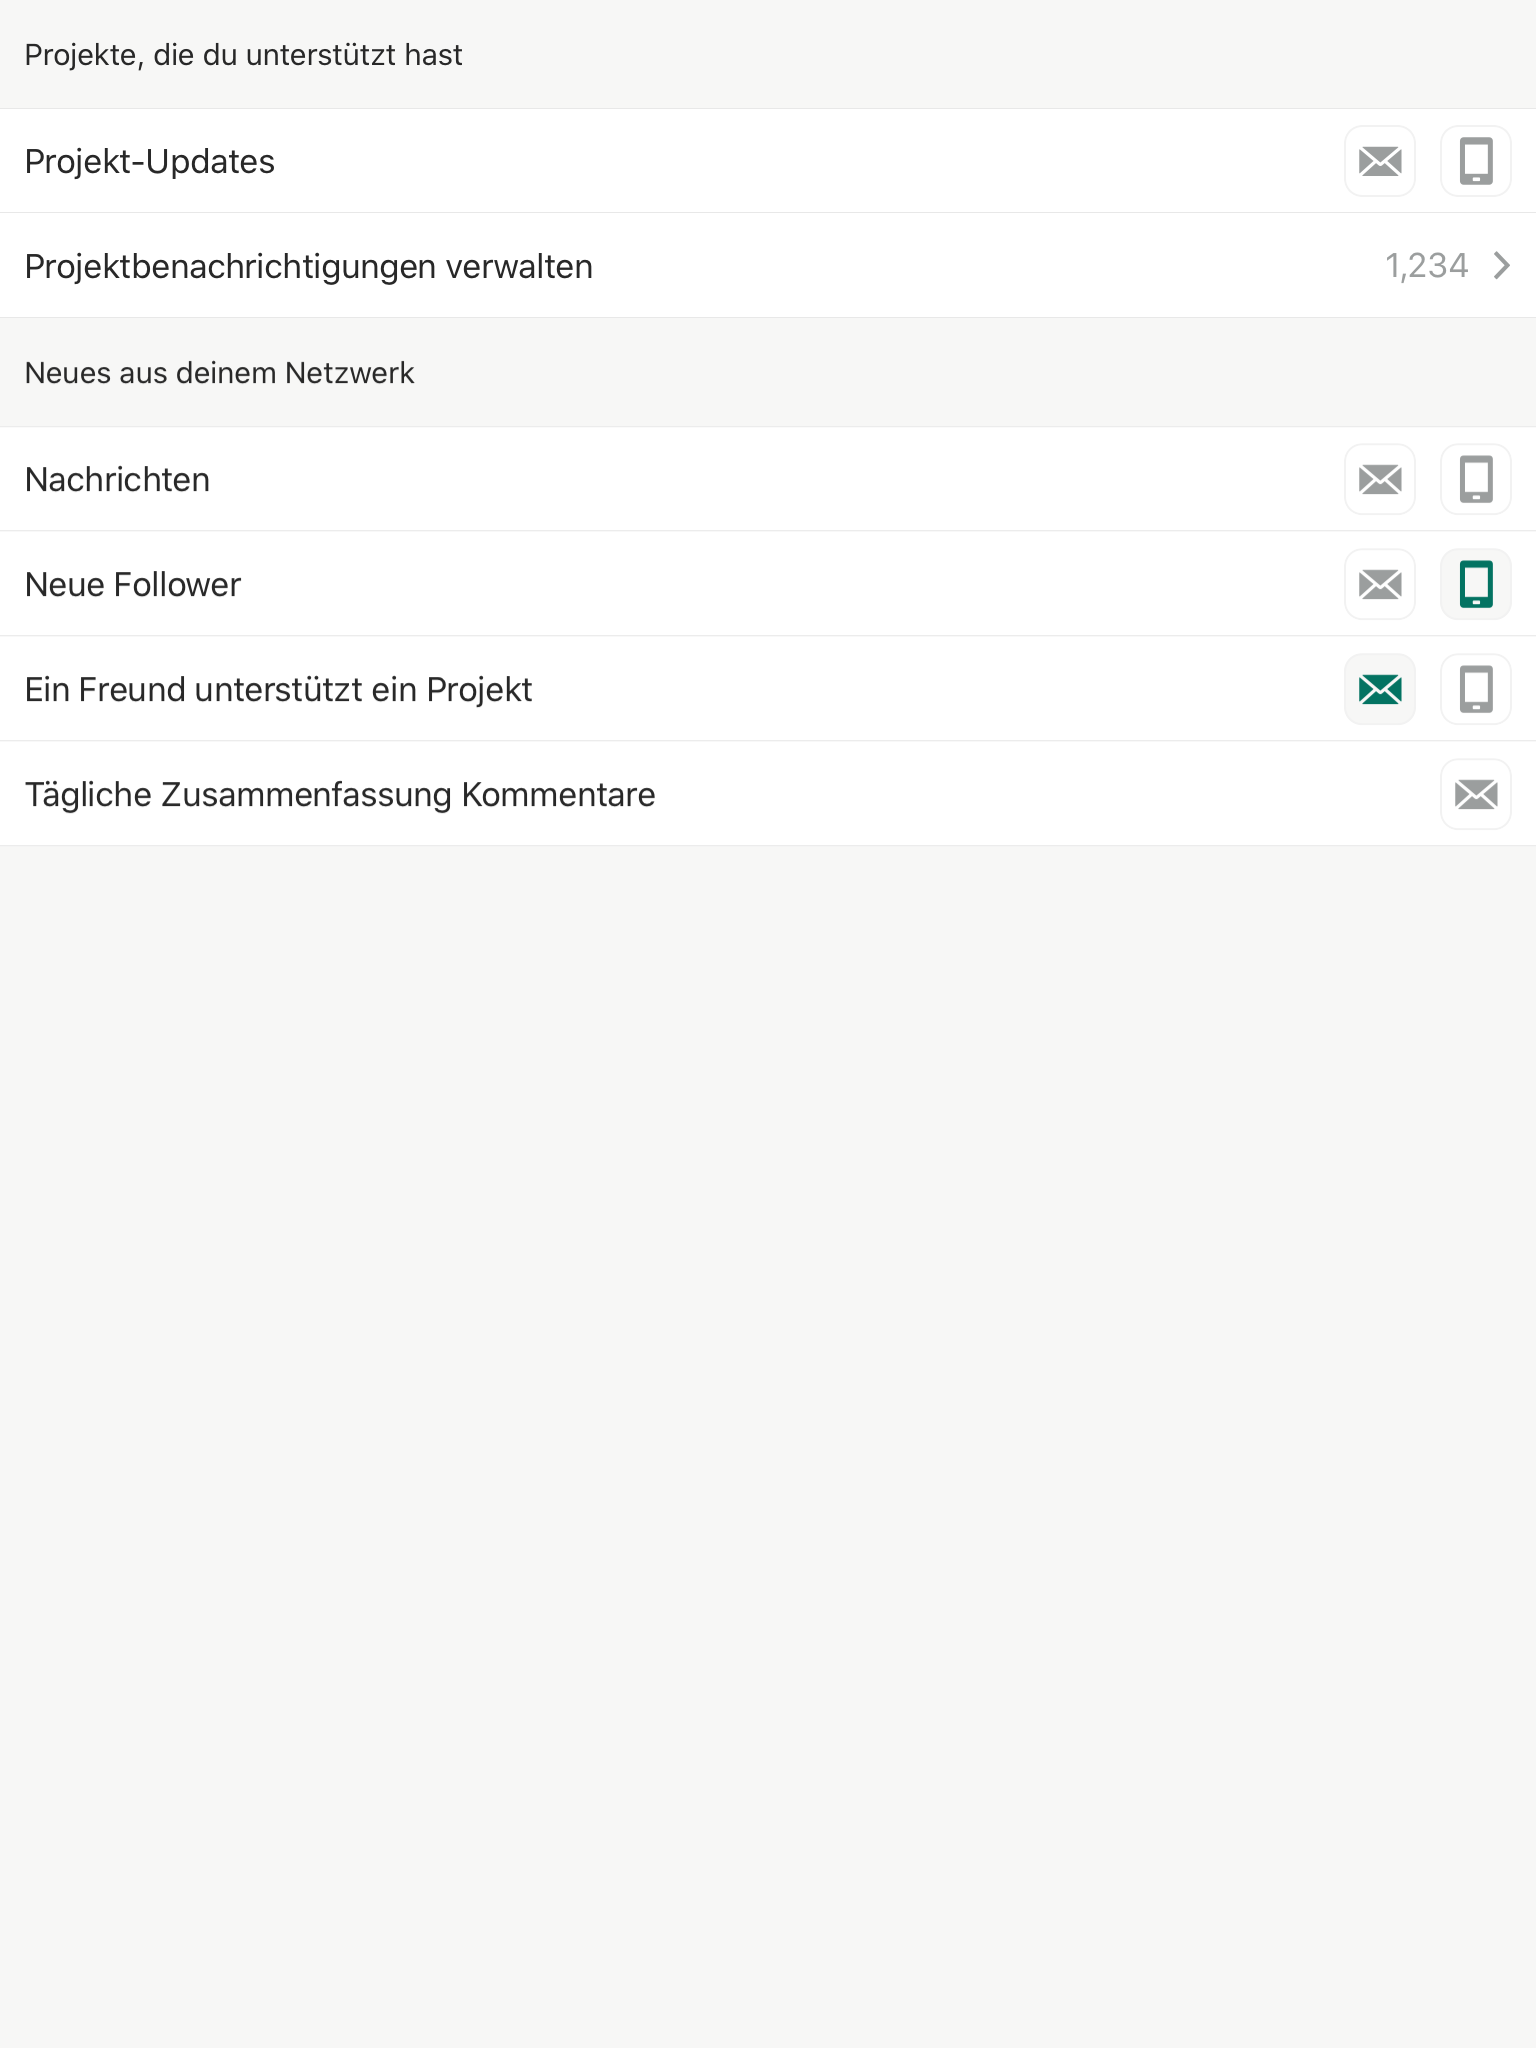 Projekte, die du unterstützt hast
Projekt-Updates
Projektbenachrichtigungen verwalten 1,234
Neues aus deinem Netzwerk
Nachrichten
Neue Follower
Ein Freund unterstützt ein Projekt
Tägliche Zusammenfassung Kommentare